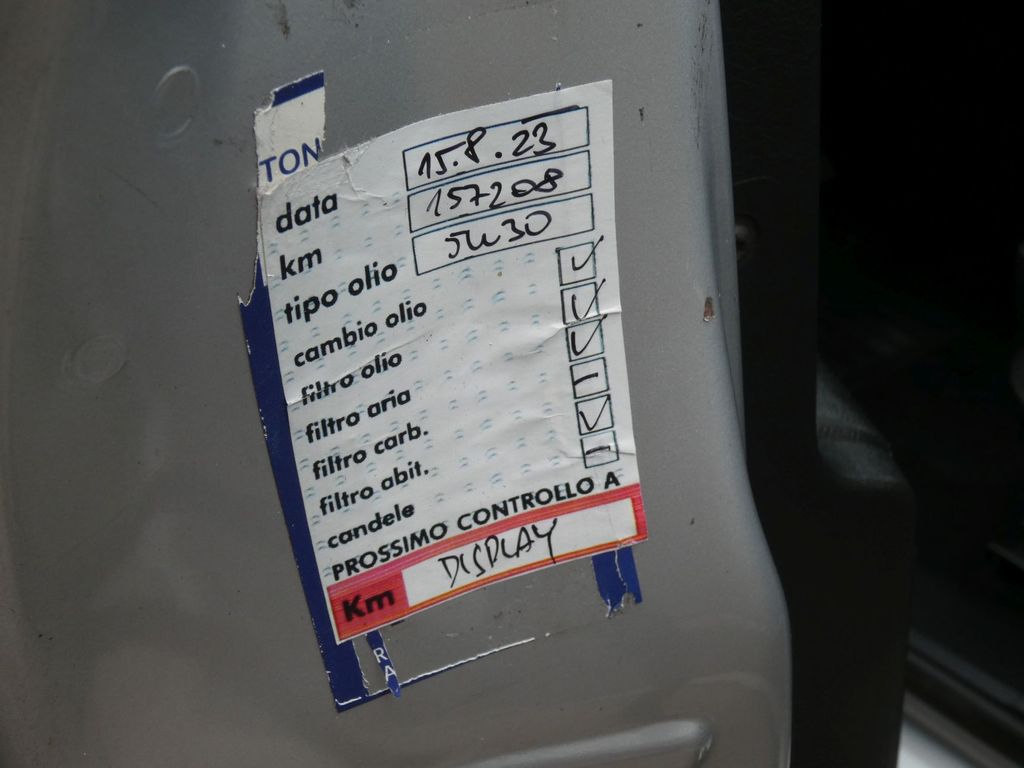 TON
data 15.8.23
km 157208
tipo olio 5W30
cambio olio ✓
filtro olio ✓
filtro aria ✓
filtro carb. –
filtro abit. ✓
candele –
PROSSIMO CONTROLLO A
Km DISPLAY
RA